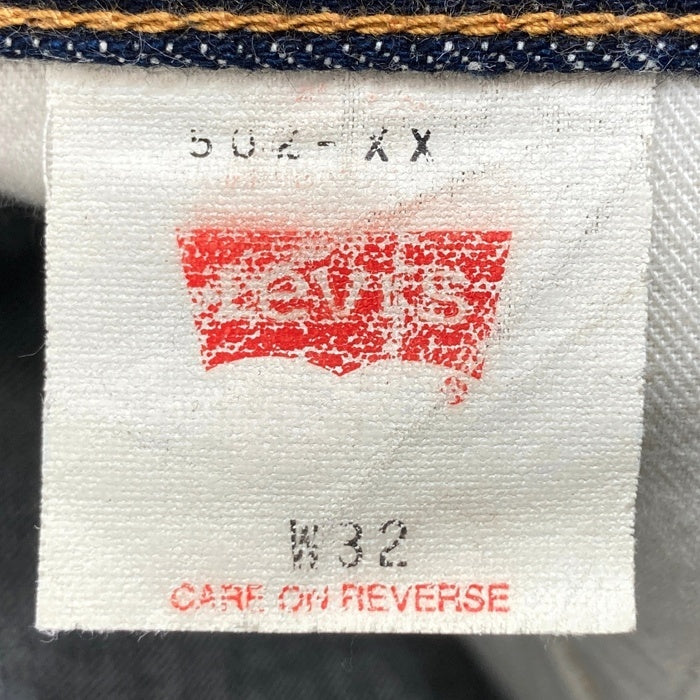 502-XX
Levi's
®
W32
CARE ON REVERSE